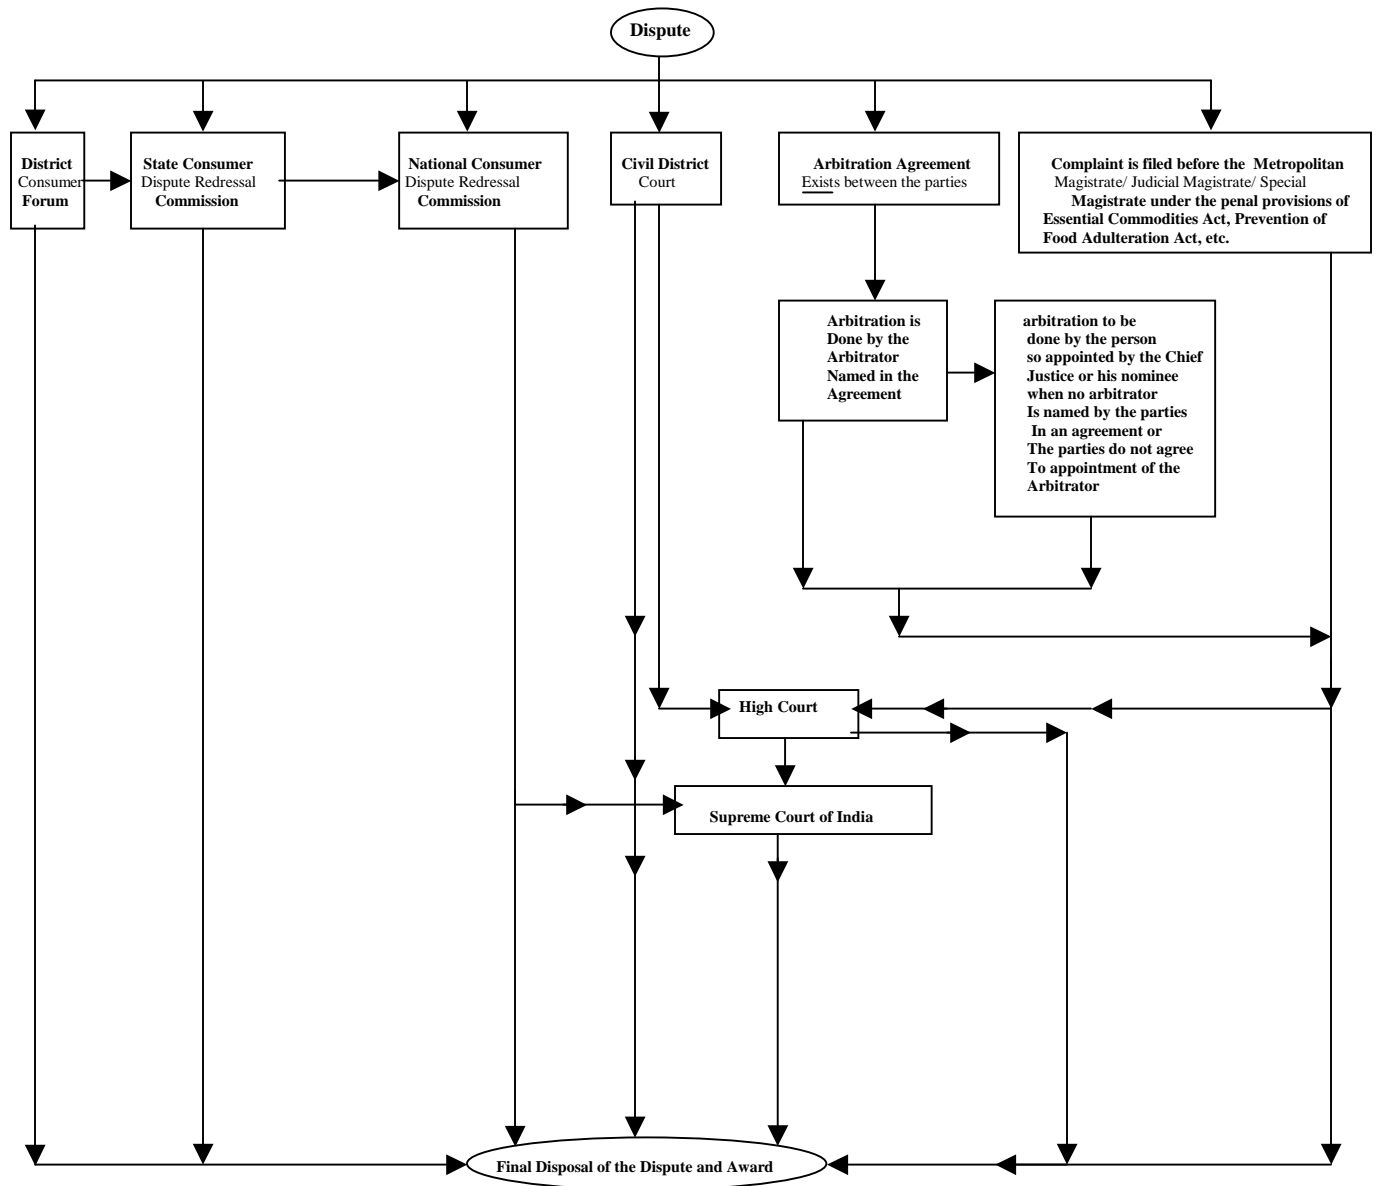 Dispute
District
Consumer
Forum
State Consumer
Dispute Redressal
Commission
National Consumer
Dispute Redressal
Commission
Civil District
Court
Arbitration Agreement
Exists between the parties
Complaint is filed before the Metropolitan
Magistrate/ Judicial Magistrate/ Special
Magistrate under the penal provisions of
Essential Commodities Act, Prevention of
Food Adulteration Act, etc.
Arbitration is
Done by the
Arbitrator
Named in the
Agreement
arbitration to be
done by the person
so appointed by the Chief
Justice or his nominee
when no arbitrator
Is named by the parties
In an agreement or
The parties do not agree
To appointment of the
Arbitrator
High Court
Supreme Court of India
Final Disposal of the Dispute and Award